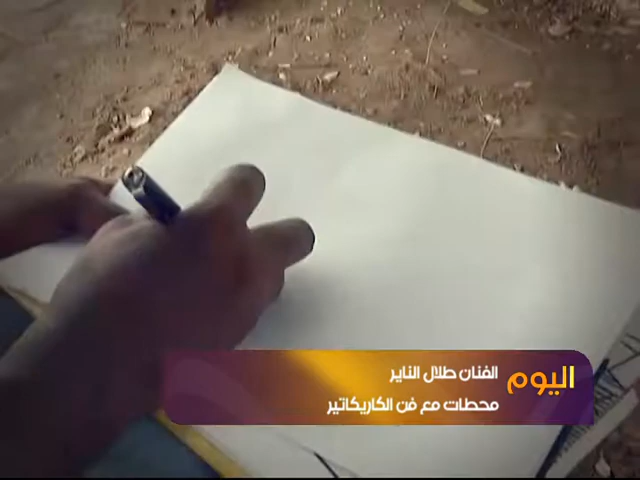 اليوم
الفنان طلال الناير
محطات مع فن الكاريكاتير